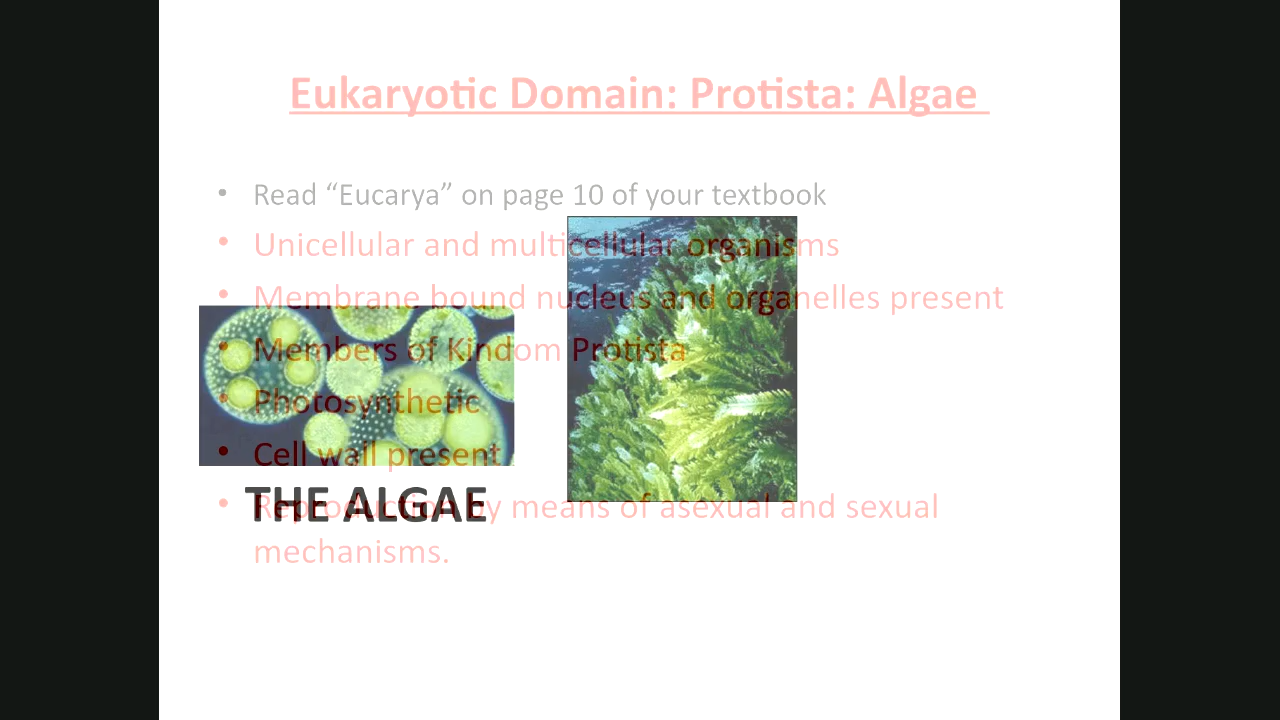 Eukaryotic Domain: Protista: Algae
• Read “Eucarya” on page 10 of your textbook
• Unicellular and multicellular organisms
• Membrane bound nucleus and organelles present
• Members of Kindom Protista
• Photosynthetic
• Cell wall present
THE ALGAE
• Reproduction by means of asexual and sexual
mechanisms.